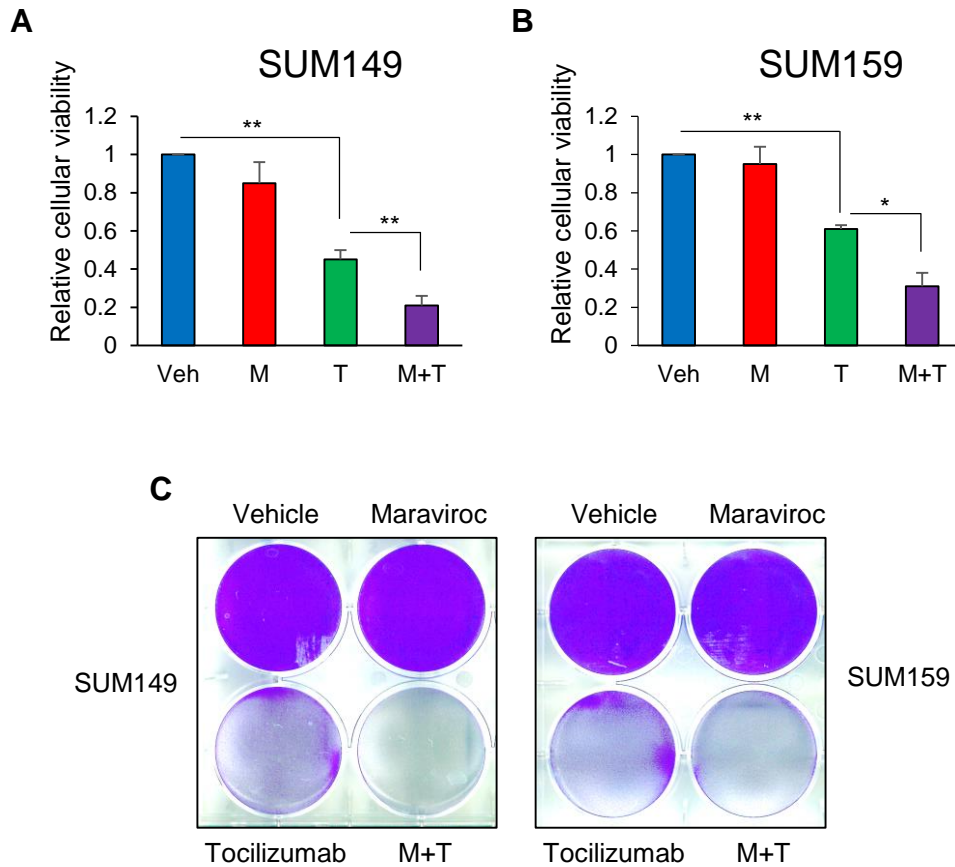 A
SUM149
Relative cellular viability
1.2
1
0.8
0.6
0.4
0.2
0
**
**
Veh M T M+T
B
SUM159
Relative cellular viability
1.2
1
0.8
0.6
0.4
0.2
0
**
*
Veh M T M+T
C
Vehicle Maraviroc
SUM149
Tocilizumab M+T
Vehicle Maraviroc
SUM159
Tocilizumab M+T